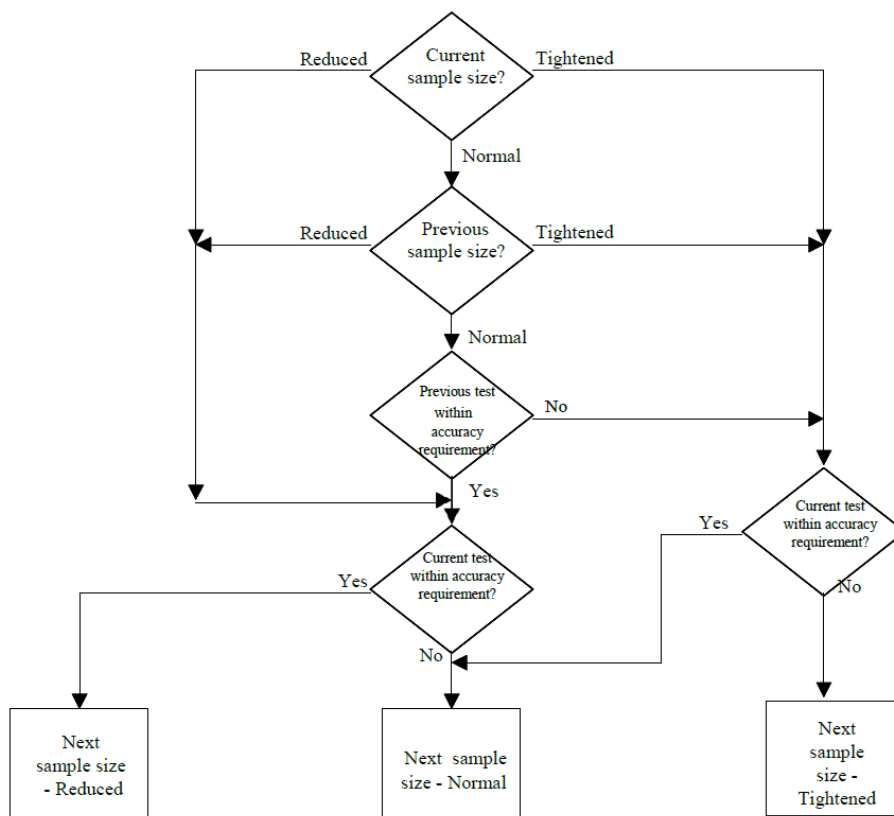 Reduced
Current
sample size?
Tightened
Normal
Reduced
Previous
sample size?
Tightened
Normal
Previous test
within
accuracy
requirement?
No
Yes
Current test
within accuracy
requirement?
Yes
No
Current test
within accuracy
requirement?
Yes
No
Next
sample size
- Reduced
Next sample
size - Normal
Next
sample
size -
Tightened